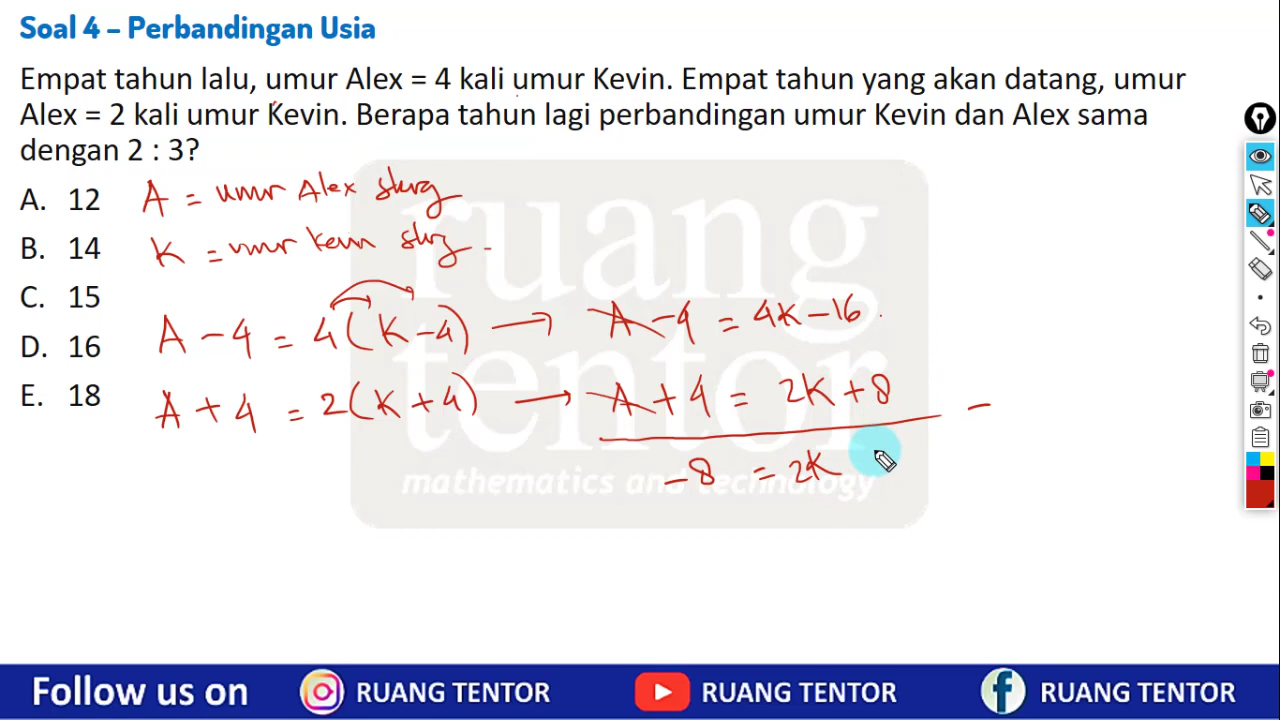 Soal 4 – Perbandingan Usia
Empat tahun lalu, umur Alex = 4 kali umur Kevin. Empat tahun yang akan datang, umur
Alex = 2 kali umur Kevin. Berapa tahun lagi perbandingan umur Kevin dan Alex sama
dengan 2 : 3?
A. 12
A = umur Alex skrg
B. 14
K = umur Kevin skrg
C. 15
A - 4 = 4(K - 4) → A - 4 = 4K - 16
D. 16
A + 4 = 2(K + 4) → A + 4 = 2K + 8 -
E. 18
-8 = 2K
ruang
tentor
mathematics and technology
Follow us on RUANG TENTOR RUANG TENTOR RUANG TENTOR